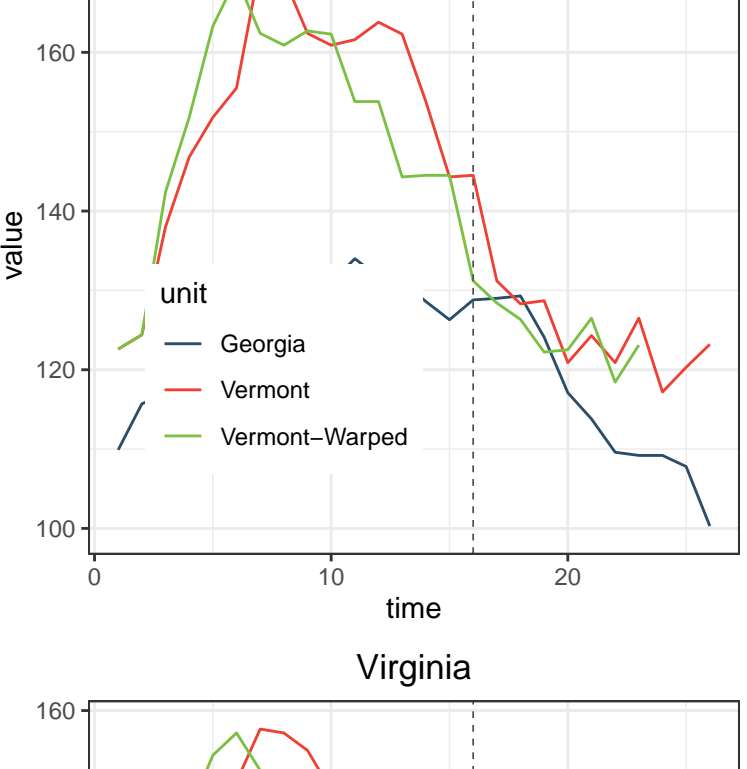 160
140
value
unit
Georgia
120
Vermont
Vermont−Warped
100
0 10 20
time
Virginia
160